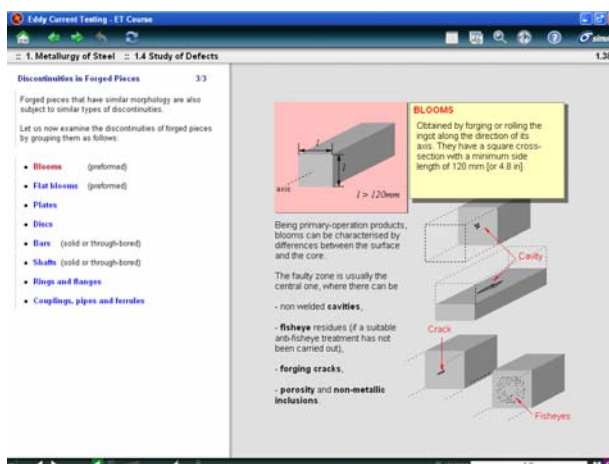 Eddy Current Testing - ET Course
:: 1. Metallurgy of Steel :: 1.4 Study of Defects
Discontinuities in Forged Pieces 3/3
Forged pieces that have similar morphology are also
subject to similar types of discontinuities.
Let us now examine the discontinuities of forged pieces
by grouping them as follows:
• Blooms (preformed)
• Flat blooms (preformed)
• Plates
• Discs
• Bars (solid or through-bored)
• Shafts (solid or through-bored)
• Rings and flanges
• Couplings, pipes and ferrules
l
l
axis
l > 120mm
BLOOMS
Obtained by forging or rolling the
ingot along the direction of its
axis. They have a square cross-
section with a minimum side
length of 120 mm [or 4.8 in].
Being primary-operation products,
blooms can be characterised by
differences between the surface
and the core.
The faulty zone is usually the
central one, where there can be
- non welded cavities,
- fisheye residues (if a suitable
anti-fisheye treatment has not
been carried out),
- forging cracks,
- porosity and non-metallic
inclusions.
Cavity
Crack
Fisheyes